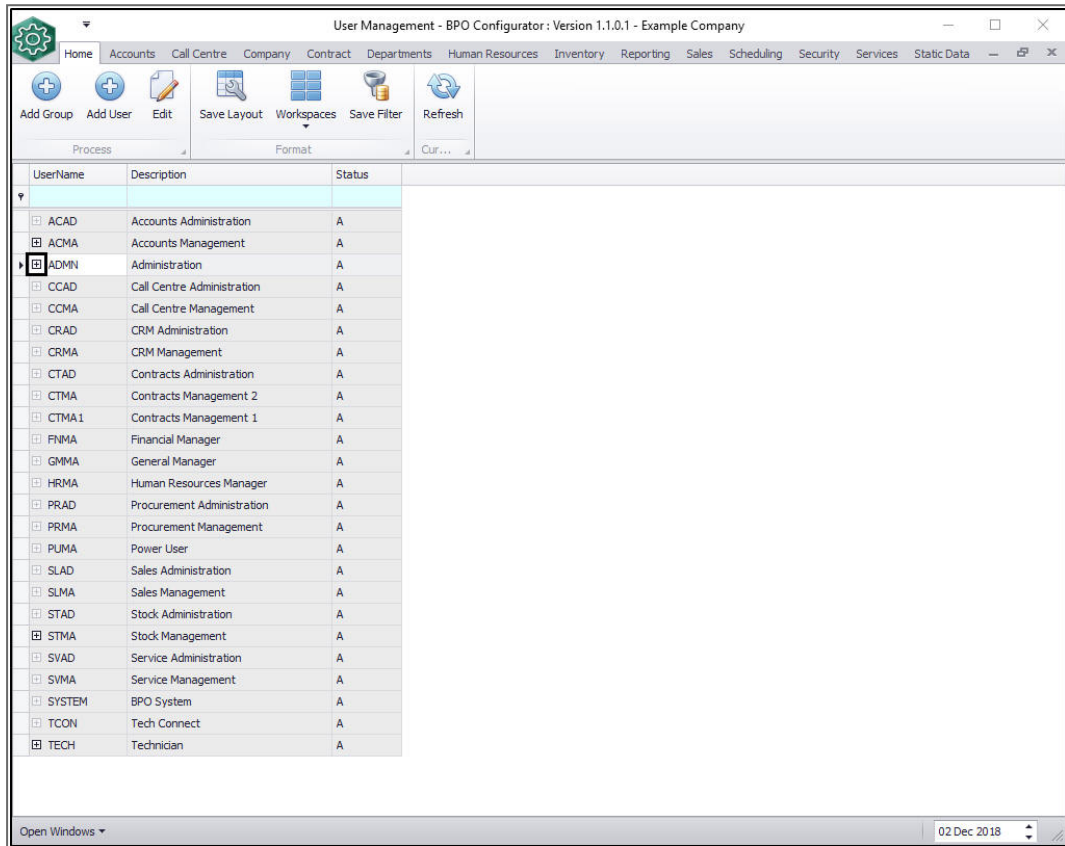 User Management - BPO Configurator : Version 1.1.0.1 - Example Company
Home Accounts Call Centre Company Contract Departments Human Resources Inventory Reporting Sales Scheduling Security Services Static Data
Add Group Add User Edit Save Layout Workspaces Save Filter Refresh
Process Format Cur...
UserName Description Status
ACAD Accounts Administration A
ACMA Accounts Management A
ADMN Administration A
CCAD Call Centre Administration A
CCMA Call Centre Management A
CRAD CRM Administration A
CRMA CRM Management A
CTAD Contracts Administration A
CTMA Contracts Management 2 A
CTMA1 Contracts Management 1 A
FNMA Financial Manager A
GMMA General Manager A
HRMA Human Resources Manager A
PRAD Procurement Administration A
PRMA Procurement Management A
PUMA Power User A
SLAD Sales Administration A
SLMA Sales Management A
STAD Stock Administration A
STMA Stock Management A
SVAD Service Administration A
SVMA Service Management A
SYSTEM BPO System A
TCON Tech Connect A
TECH Technician A
Open Windows 02 Dec 2018